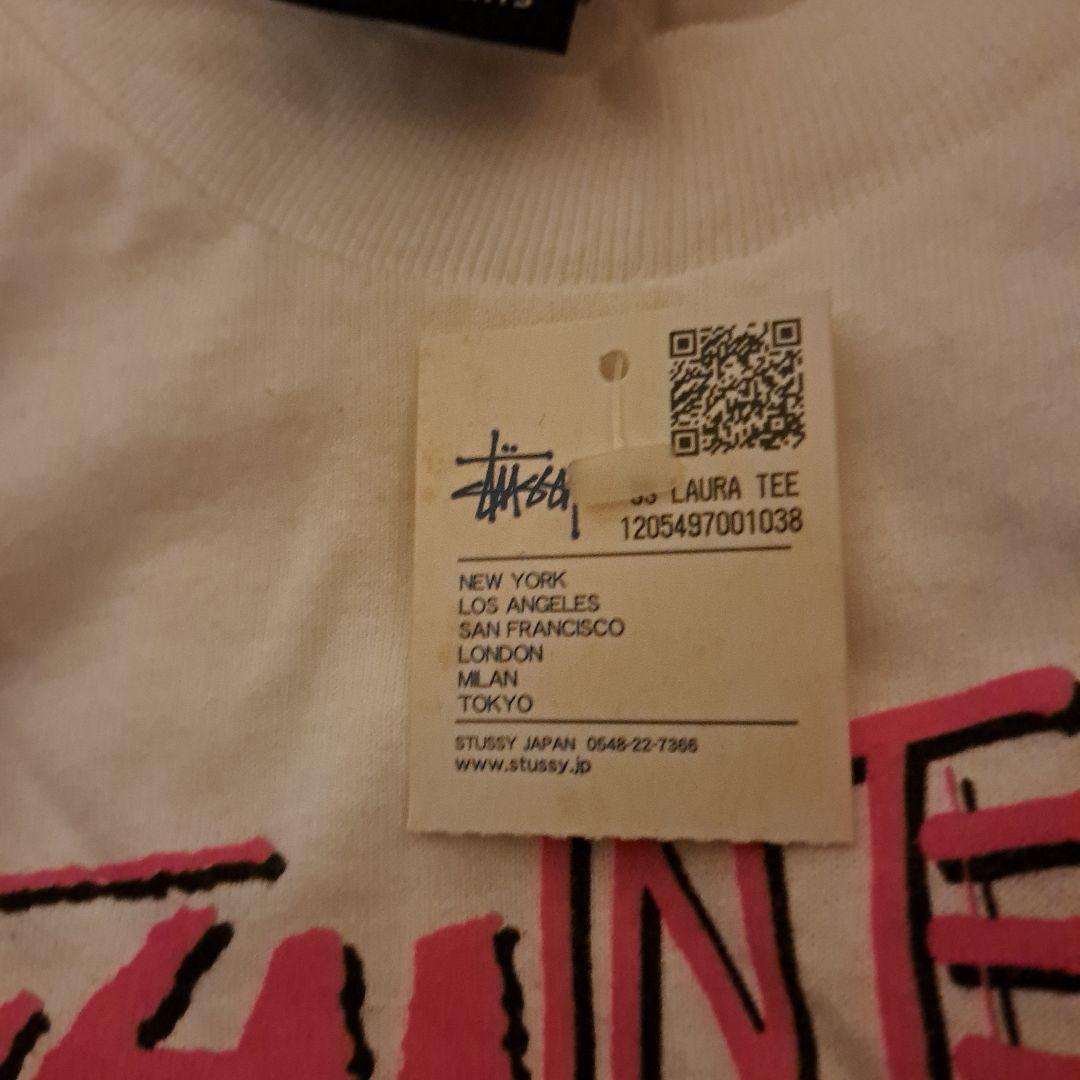 Stüssy
LAURA TEE
1205497001038
NEW YORK
LOS ANGELES
SAN FRANCISCO
LONDON
MILAN
TOKYO
STUSSY JAPAN 0548-22-7366
www.stussy.jp